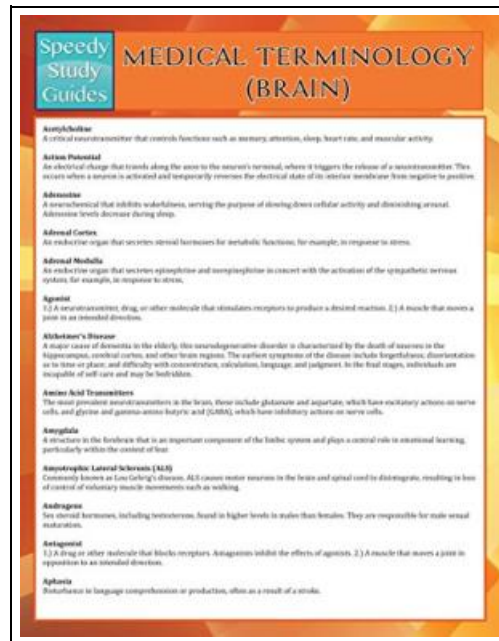 Speedy
Study
Guides
MEDICAL TERMINOLOGY
(BRAIN)
Acetylcholine
A critical neurotransmitter that controls functions such as memory, attention, sleep, heart rate, and muscular activity.
Action Potential
An electrical charge that travels along the axon to the neuron's terminal, where it triggers the release of a neurotransmitter. This
occurs when a neuron is activated and temporarily reverses the electrical state of its interior membrane from negative to positive.
Adenosine
A neurochemical that inhibits wakefulness, serving the purpose of slowing down cellular activity and diminishing arousal.
Adenosine levels decrease during sleep.
Adrenal Cortex
An endocrine organ that secretes steroid hormones for metabolic functions; for example, in response to stress.
Adrenal Medulla
An endocrine organ that secretes epinephrine and norepinephrine in concert with the activation of the sympathetic nervous
system; for example, in response to stress.
Agonist
1.) A neurotransmitter, drug, or other molecule that stimulates receptors to produce a desired reaction. 2.) A muscle that moves a
joint in an intended direction.
Alzheimer's Disease
A major cause of dementia in the elderly, this neurodegenerative disorder is characterized by the death of neurons in the
hippocampus, cerebral cortex, and other brain regions. The earliest symptoms of the disease include forgetfulness; disorientation
as to time or place; and difficulty with concentration, calculation, language, and judgment. In the final stages, individuals are
incapable of self-care and may be bedridden.
Amino Acid Transmitters
The most prevalent neurotransmitters in the brain, these include glutamate and aspartate, which have excitatory actions on nerve
cells, and glycine and gamma-amino butyric acid (GABA), which have inhibitory actions on nerve cells.
Amygdala
A structure in the forebrain that is an important component of the limbic system and plays a central role in emotional learning,
particularly within the context of fear.
Amyotrophic Lateral Sclerosis (ALS)
Commonly known as Lou Gehrig's disease, ALS causes motor neurons in the brain and spinal cord to disintegrate, resulting in loss
of control of voluntary muscle movements such as walking.
Androgens
Sex steroid hormones, including testosterone, found in higher levels in males than females. They are responsible for male sexual
maturation.
Antagonist
1.) A drug or other molecule that blocks receptors. Antagonists inhibit the effects of agonists. 2.) A muscle that moves a joint in
opposition to an intended direction.
Aphasia
Disturbance in language comprehension or production, often as a result of a stroke.